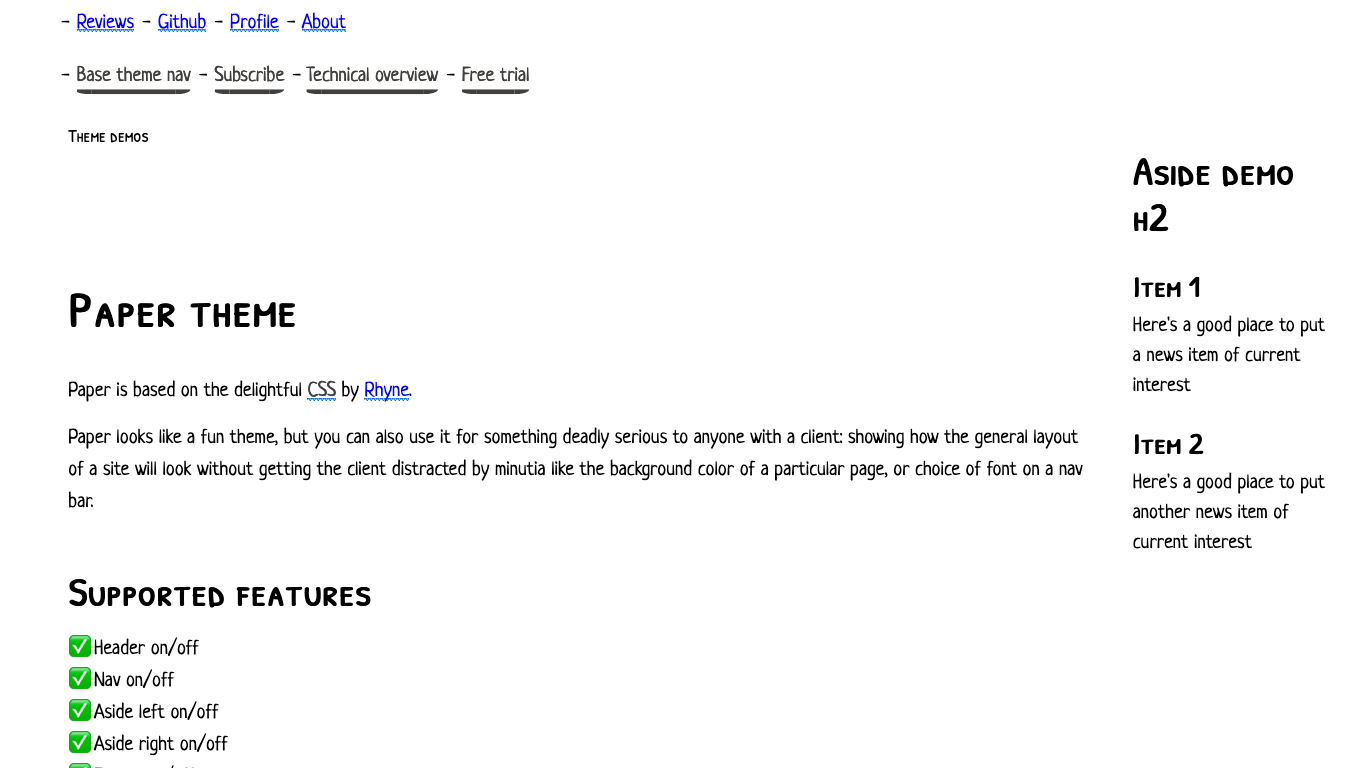 - Reviews - Github - Profile - About
- Base theme nav - Subscribe - Technical overview - Free trial
Theme demos
Paper theme
Paper is based on the delightful CSS by Rhyne.
Paper looks like a fun theme, but you can also use it for something deadly serious to anyone with a client: showing how the general layout
of a site will look without getting the client distracted by minutia like the background color of a particular page, or choice of font on a nav
bar.
Supported features
✅ Header on/off
✅ Nav on/off
✅ Aside left on/off
✅ Aside right on/off
Aside demo
h2
Item 1
Here's a good place to put
a news item of current
interest
Item 2
Here's a good place to put
another news item of
current interest